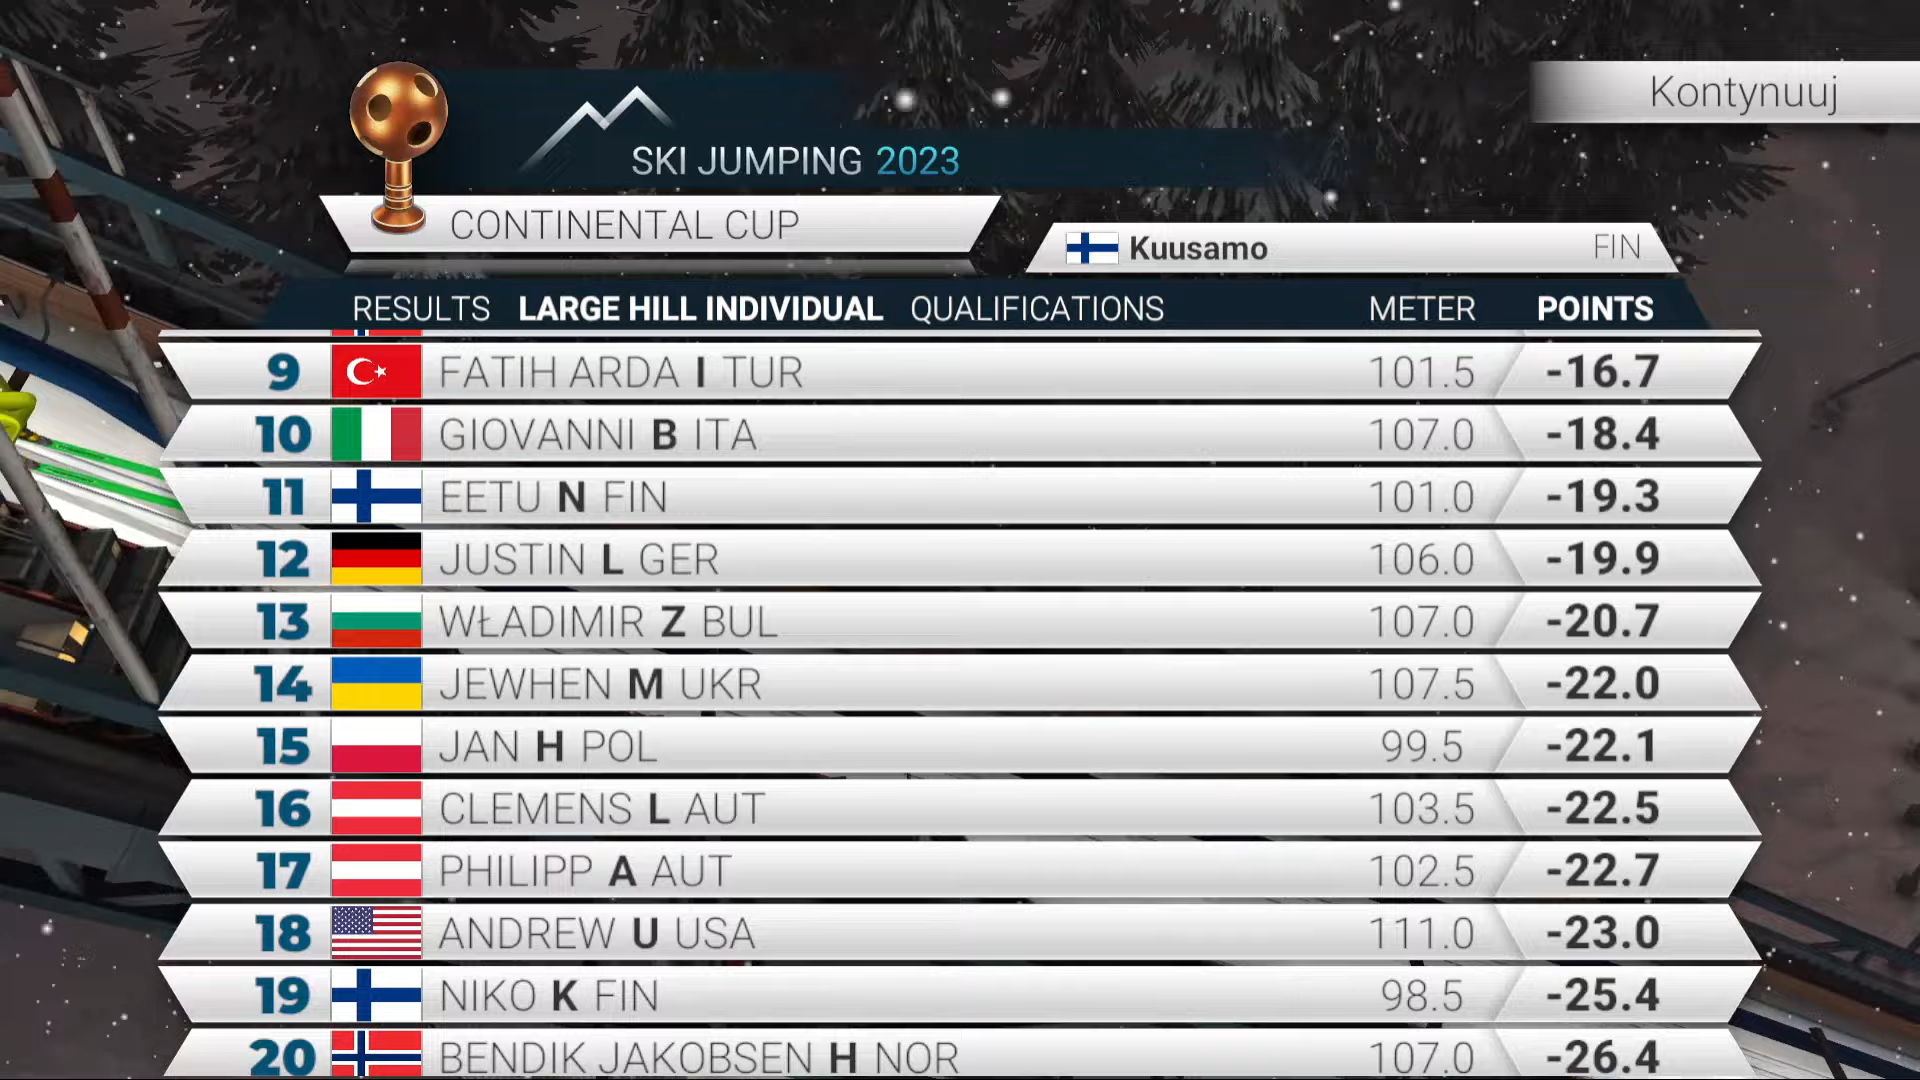 Kontynuuj
SKI JUMPING 2023
CONTINENTAL CUP
Kuusamo FIN
RESULTS LARGE HILL INDIVIDUAL QUALIFICATIONS METER POINTS
9 FATIH ARDA I TUR 101.5 -16.7
10 GIOVANNI B ITA 107.0 -18.4
11 EETU N FIN 101.0 -19.3
12 JUSTIN L GER 106.0 -19.9
13 WŁADIMIR Z BUL 107.0 -20.7
14 JEWHEN M UKR 107.5 -22.0
15 JAN H POL 99.5 -22.1
16 CLEMENS L AUT 103.5 -22.5
17 PHILIPP A AUT 102.5 -22.7
18 ANDREW U USA 111.0 -23.0
19 NIKO K FIN 98.5 -25.4
20 BENDIK JAKOBSEN H NOR 107.0 -26.4